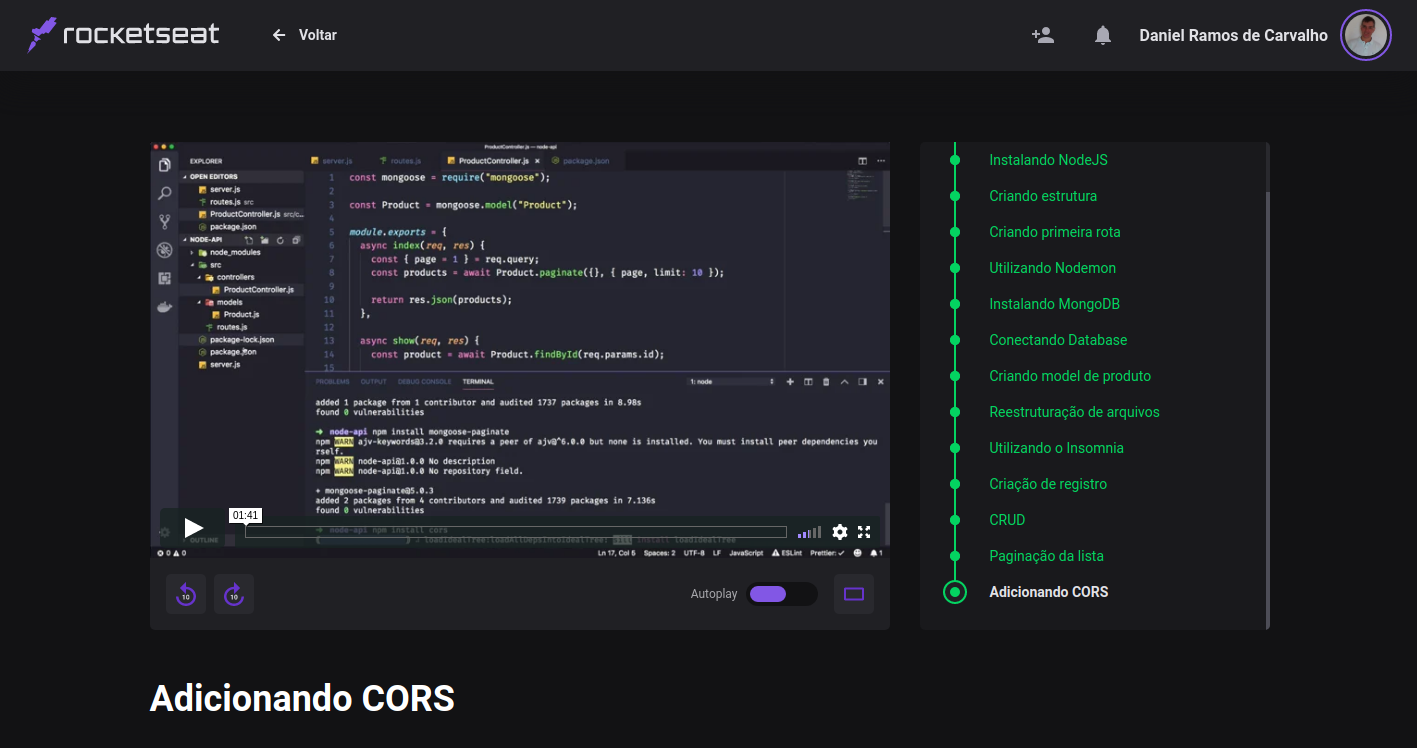 rocketseat
Voltar
Daniel Ramos de Carvalho
ProductController.js — node-api
EXPLORER
OPEN EDITORS
server.js
routes.js src
ProductController.js src/c...
package.json
NODE-API
node_modules
src
controllers
ProductController.js
models
Product.js
routes.js
package-lock.json
package.json
server.js
OUTLINE
server.js
routes.js
ProductController.js
package.json
1 const mongoose = require("mongoose");
2
3 const Product = mongoose.model("Product");
4
5 module.exports = {
6 async index(req, res) {
7 const { page = 1 } = req.query;
8 const products = await Product.paginate({}, { page, limit: 10 });
9
10 return res.json(products);
11 },
12
13 async show(req, res) {
14 const product = await Product.findById(req.params.id);
15
PROBLEMS OUTPUT DEBUG CONSOLE TERMINAL
1: node
added 1 package from 1 contributor and audited 1737 packages in 8.98s
found 0 vulnerabilities
➜ node-api npm install mongoose-paginate
npm WARN ajv-keywords@3.2.0 requires a peer of ajv@^6.0.0 but none is installed. You must install peer dependencies you
rself.
npm WARN node-api@1.0.0 No description
npm WARN node-api@1.0.0 No repository field.
+ mongoose-paginate@5.0.3
added 2 packages from 4 contributors and audited 1739 packages in 7.136s
found 0 vulnerabilities
➜ node-api npm install cors
loadIdealTree:loadAllDepsIntoIdealTree: sill install loadIdealTree
01:41
0 0
Ln 17, Col 5 Spaces: 2 UTF-8 LF JavaScript ESLint Prettier: ✓ 1
10
10
Autoplay
Instalando NodeJS
Criando estrutura
Criando primeira rota
Utilizando Nodemon
Instalando MongoDB
Conectando Database
Criando model de produto
Reestruturação de arquivos
Utilizando o Insomnia
Criação de registro
CRUD
Paginação da lista
Adicionando CORS
Adicionando CORS